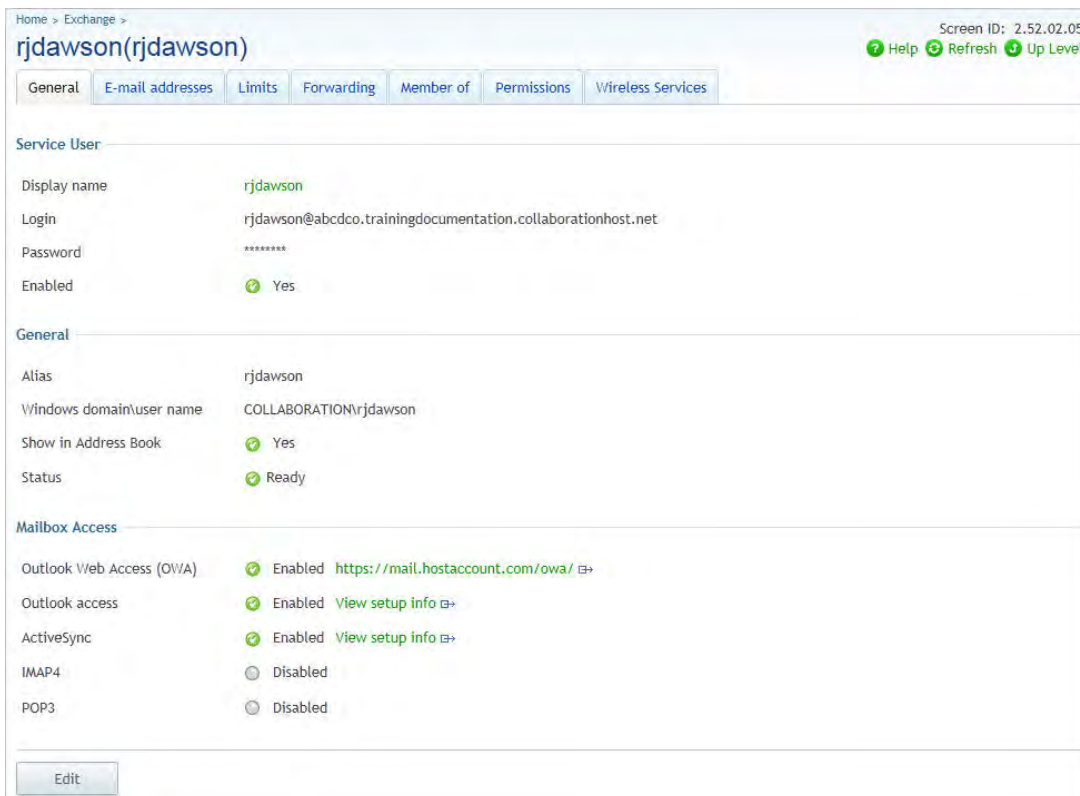 Home > Exchange >
Screen ID: 2.52.02.05
rjdawson(rjdawson)
Help Refresh Up Level
General E-mail addresses Limits Forwarding Member of Permissions Wireless Services
Service User
Display name rjdawson
Login rjdawson@abcdco.trainingdocumentation.collaborationhost.net
Password ********
Enabled Yes
General
Alias rjdawson
Windows domain\user name COLLABORATION\rjdawson
Show in Address Book Yes
Status Ready
Mailbox Access
Outlook Web Access (OWA) Enabled https://mail.hostaccount.com/owa/
Outlook access Enabled View setup info
ActiveSync Enabled View setup info
IMAP4 Disabled
POP3 Disabled
Edit